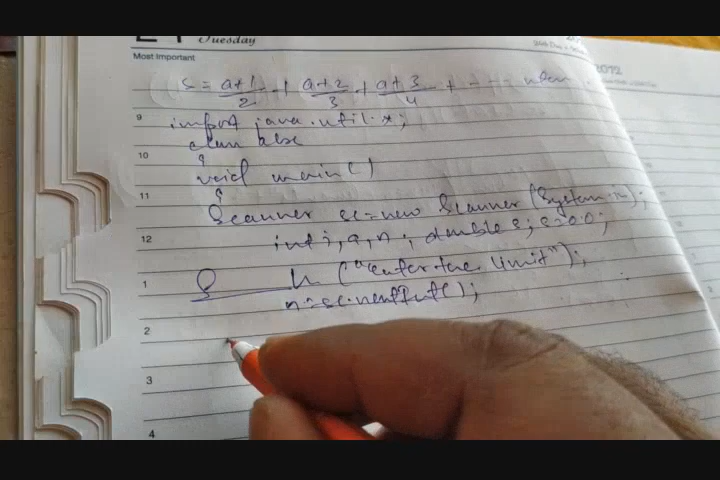 Tuesday
Most Important
2012
S = a+1/2 + a+2/3 + a+3/4 + - - -
9 import java.util.*;
class abc
10 {
void main()
11 {
Scanner sc=new Scanner(System.in);
12 int i,a,n; double s; s=0.0;
1 ("enter the limit");
n=sc.nextInt();
2
3
4